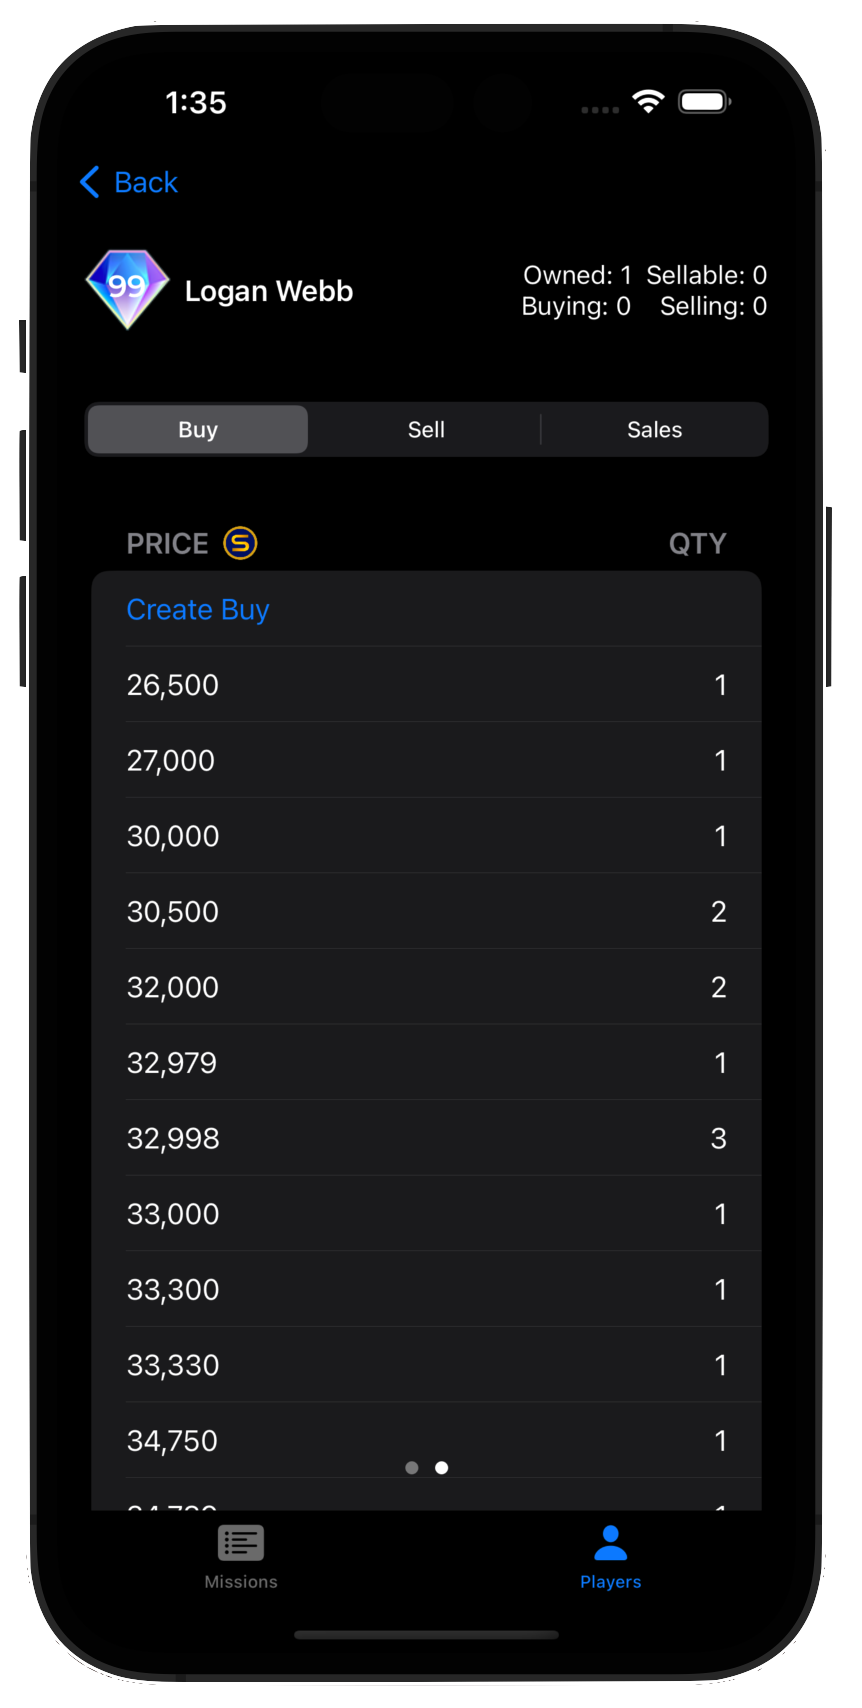 1:35
Back
99 Logan Webb
Owned: 1 Sellable: 0
Buying: 0 Selling: 0
Buy Sell Sales
PRICE S QTY
Create Buy
26,500 1
27,000 1
30,000 1
30,500 2
32,000 2
32,979 1
32,998 3
33,000 1
33,300 1
33,330 1
34,750 1
Missions Players